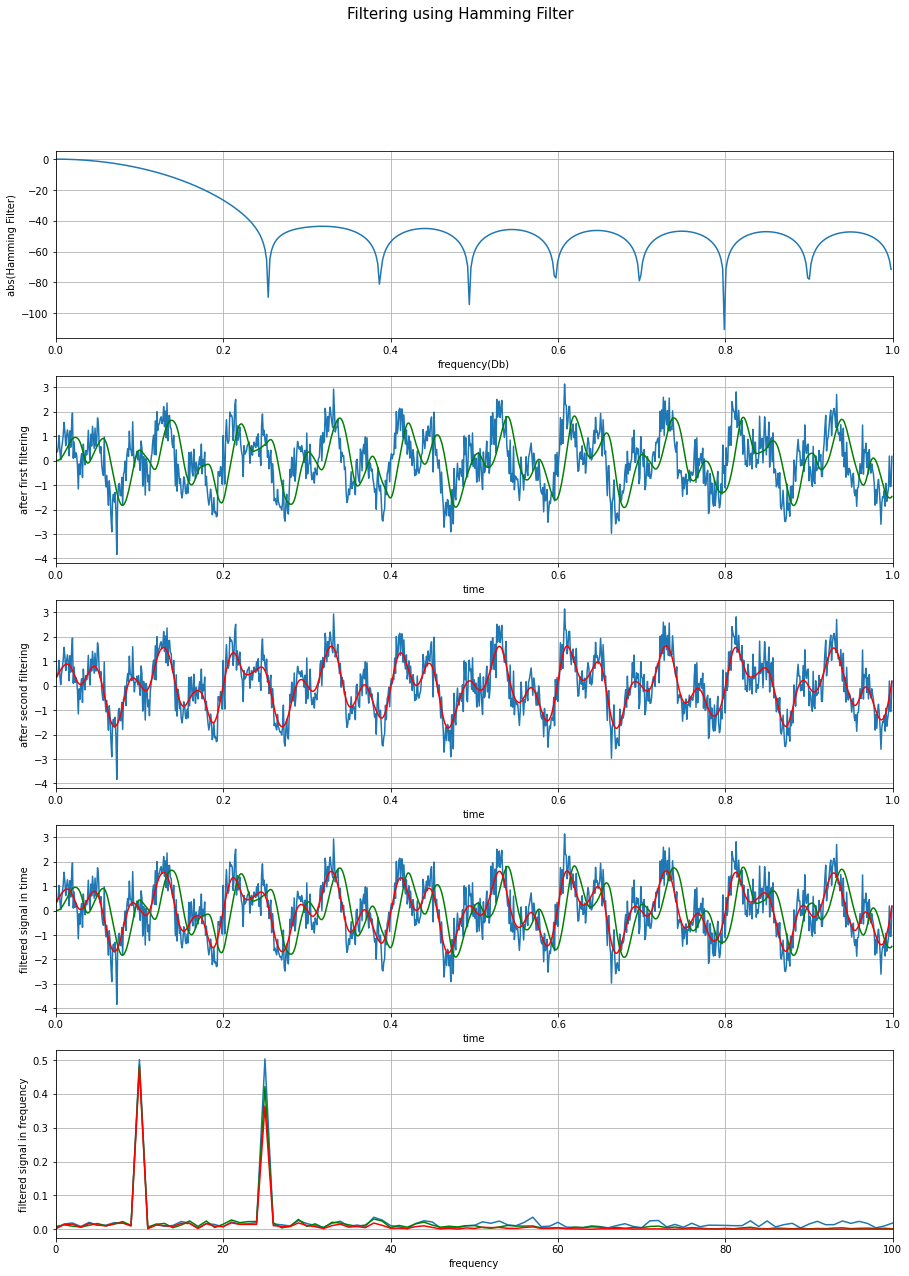 Filtering using Hamming Filter
0
−20
−40
−60
−80
−100
abs(Hamming Filter)
0.0 0.2 0.4 0.6 0.8 1.0
frequency(Db)
3
2
1
0
−1
−2
−3
−4
after first filtering
0.0 0.2 0.4 0.6 0.8 1.0
time
3
2
1
0
−1
−2
−3
−4
after second filtering
0.0 0.2 0.4 0.6 0.8 1.0
time
3
2
1
0
−1
−2
−3
−4
filtered signal in time
0.0 0.2 0.4 0.6 0.8 1.0
time
0.5
0.4
0.3
0.2
0.1
0.0
filtered signal in frequency
0 20 40 60 80 100
frequency